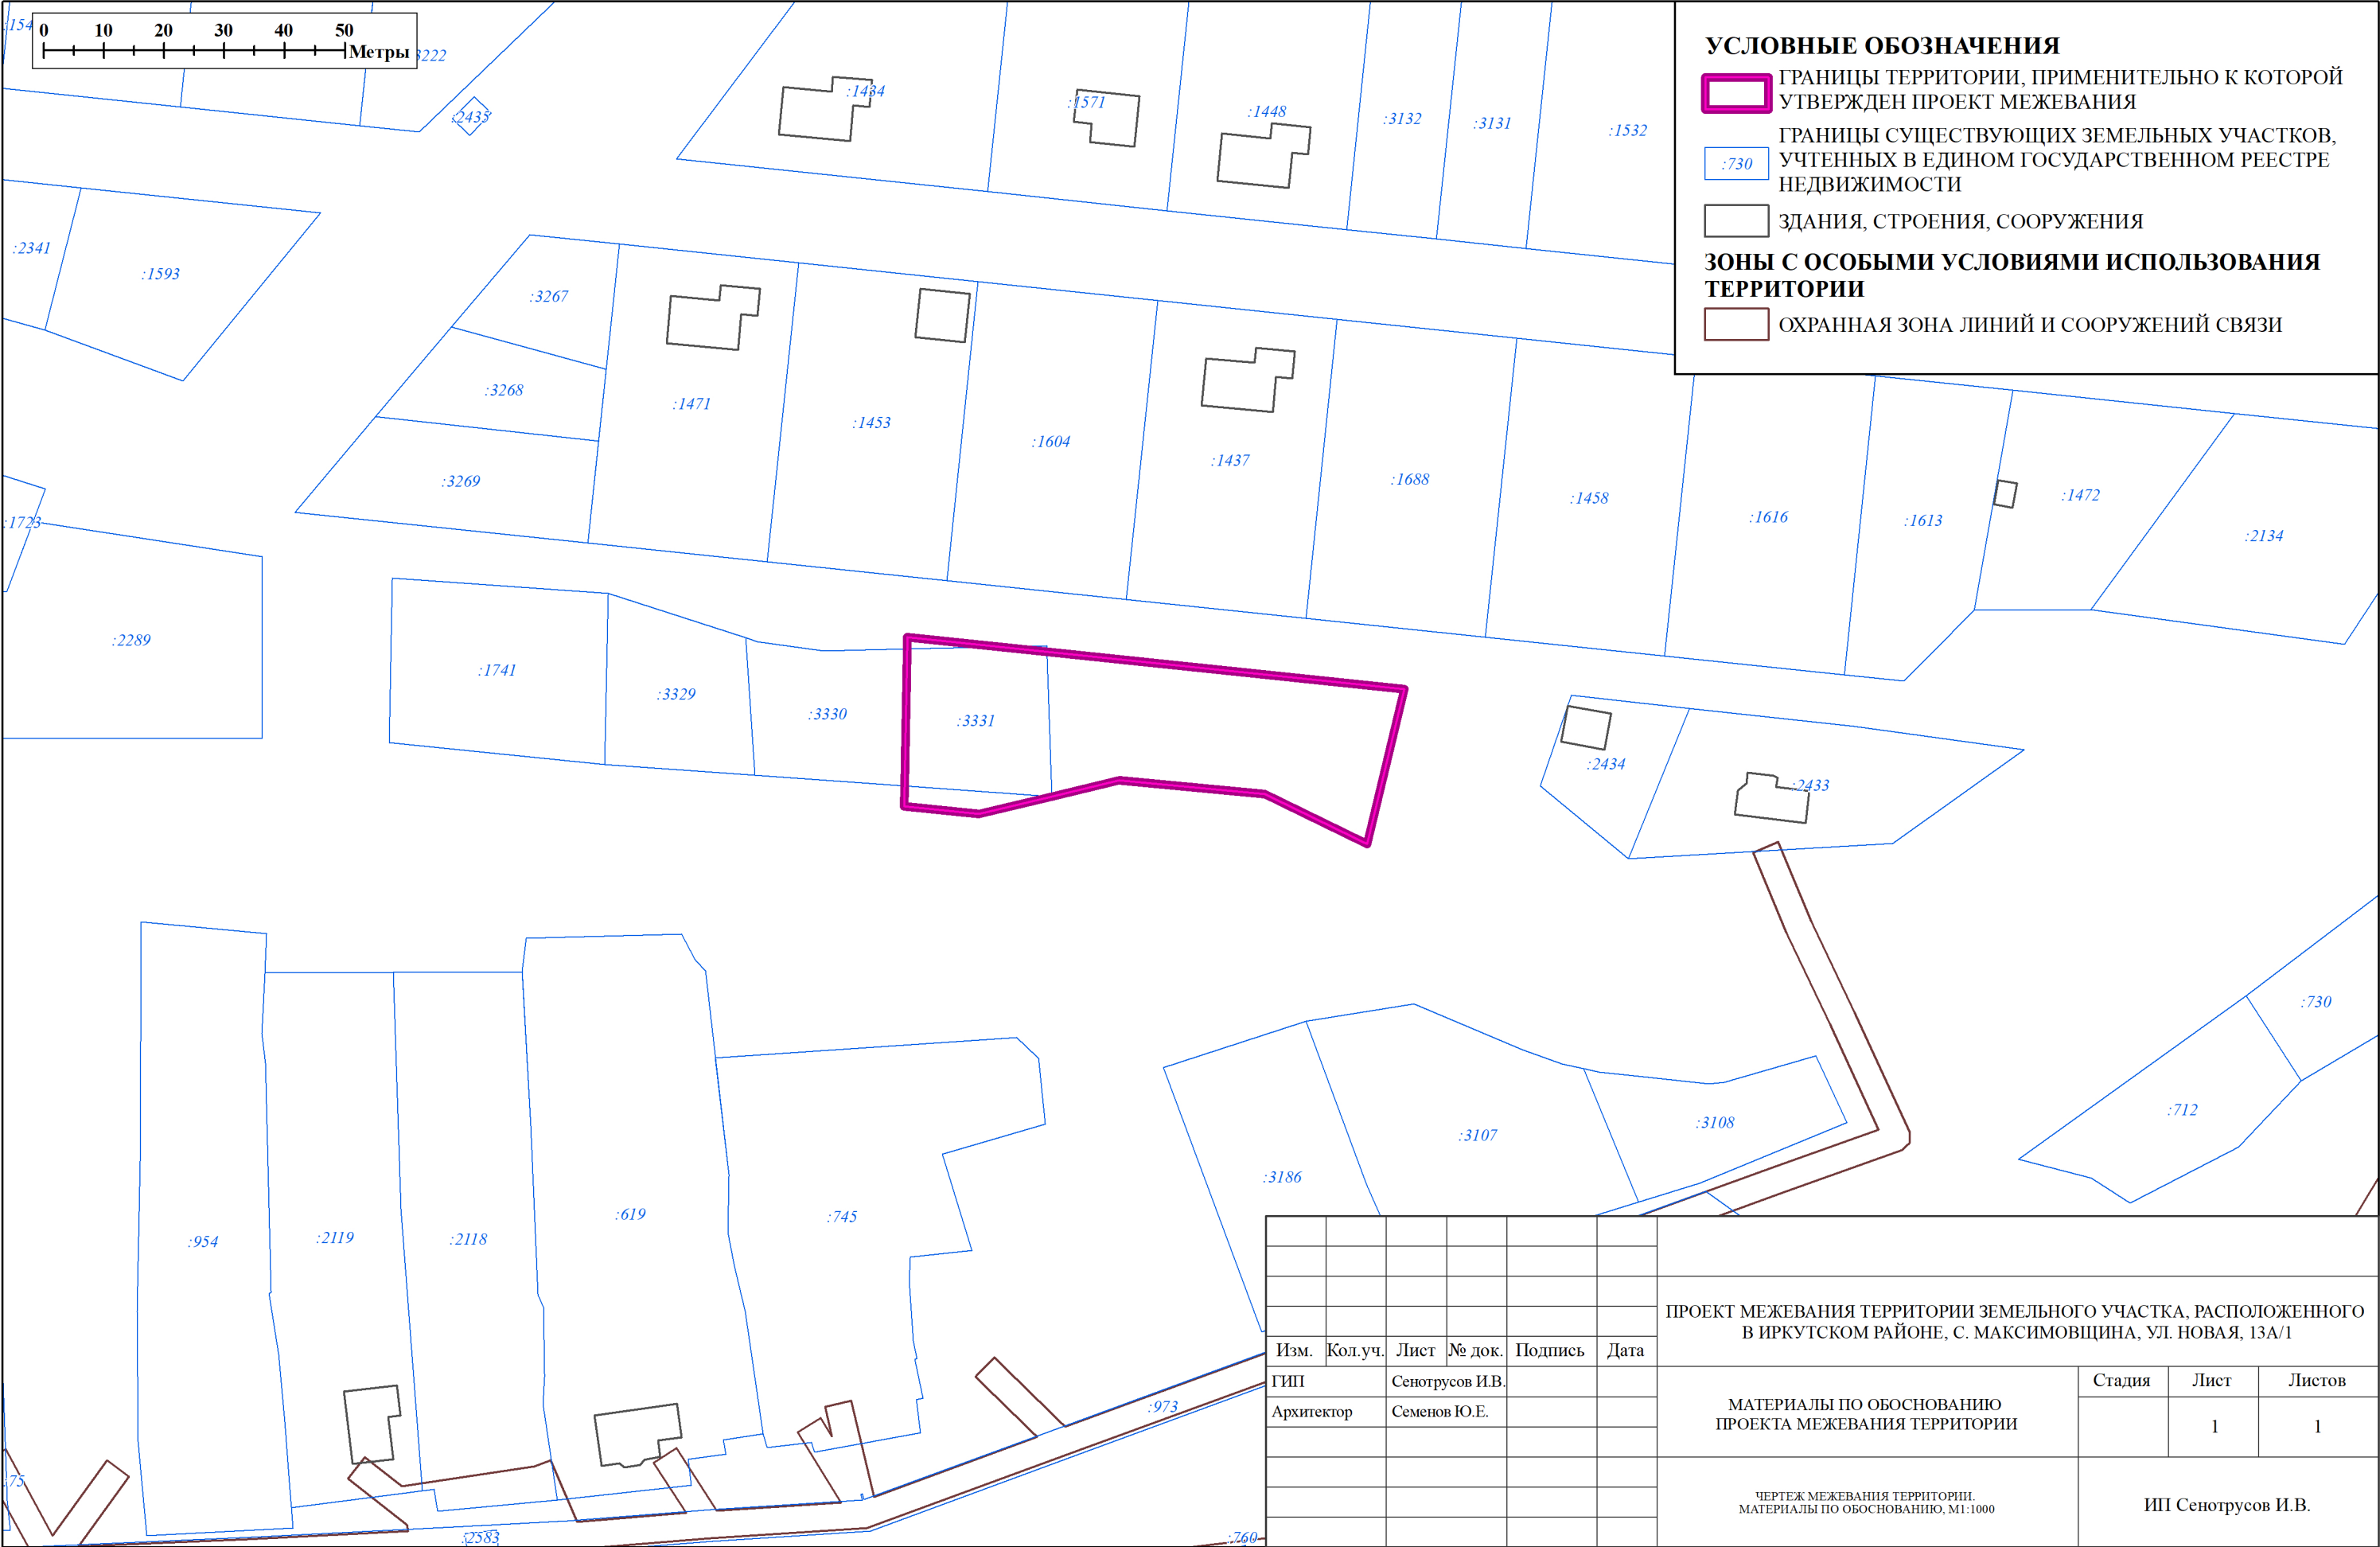 0 10 20 30 40 50
Метры
УСЛОВНЫЕ ОБОЗНАЧЕНИЯ
ГРАНИЦЫ ТЕРРИТОРИИ, ПРИМЕНИТЕЛЬНО К КОТОРОЙ
УТВЕРЖДЕН ПРОЕКТ МЕЖЕВАНИЯ
ГРАНИЦЫ СУЩЕСТВУЮЩИХ ЗЕМЕЛЬНЫХ УЧАСТКОВ,
:730 УЧТЕННЫХ В ЕДИНОМ ГОСУДАРСТВЕННОМ РЕЕСТРЕ
НЕДВИЖИМОСТИ
ЗДАНИЯ, СТРОЕНИЯ, СООРУЖЕНИЯ
ЗОНЫ С ОСОБЫМИ УСЛОВИЯМИ ИСПОЛЬЗОВАНИЯ
ТЕРРИТОРИИ
ОХРАННАЯ ЗОНА ЛИНИЙ И СООРУЖЕНИЙ СВЯЗИ
:2435
:1434
:1571
:1448
:3132
:3131
:1532
:2341
:1593
:3267
:3268
:3269
:1471
:1453
:1604
:1437
:1688
:1458
:1616
:1613
:1472
:2134
:1723
:2289
:1741
:3329
:3330
:3331
:2434
:2433
:954
:2119
:2118
:619
:745
:3186
:3107
:3108
:712
:730
:973
:2583
:760
Изм. Кол.уч. Лист № док. Подпись Дата
ГИП Сенотрусов И.В.
Архитектор Семенов Ю.Е.
ПРОЕКТ МЕЖЕВАНИЯ ТЕРРИТОРИИ ЗЕМЕЛЬНОГО УЧАСТКА, РАСПОЛОЖЕННОГО
В ИРКУТСКОМ РАЙОНЕ, С. МАКСИМОВЩИНА, УЛ. НОВАЯ, 13А/1
МАТЕРИАЛЫ ПО ОБОСНОВАНИЮ
ПРОЕКТА МЕЖЕВАНИЯ ТЕРРИТОРИИ
Стадия Лист Листов
1 1
ЧЕРТЕЖ МЕЖЕВАНИЯ ТЕРРИТОРИИ.
МАТЕРИАЛЫ ПО ОБОСНОВАНИЮ, М1:1000
ИП Сенотрусов И.В.